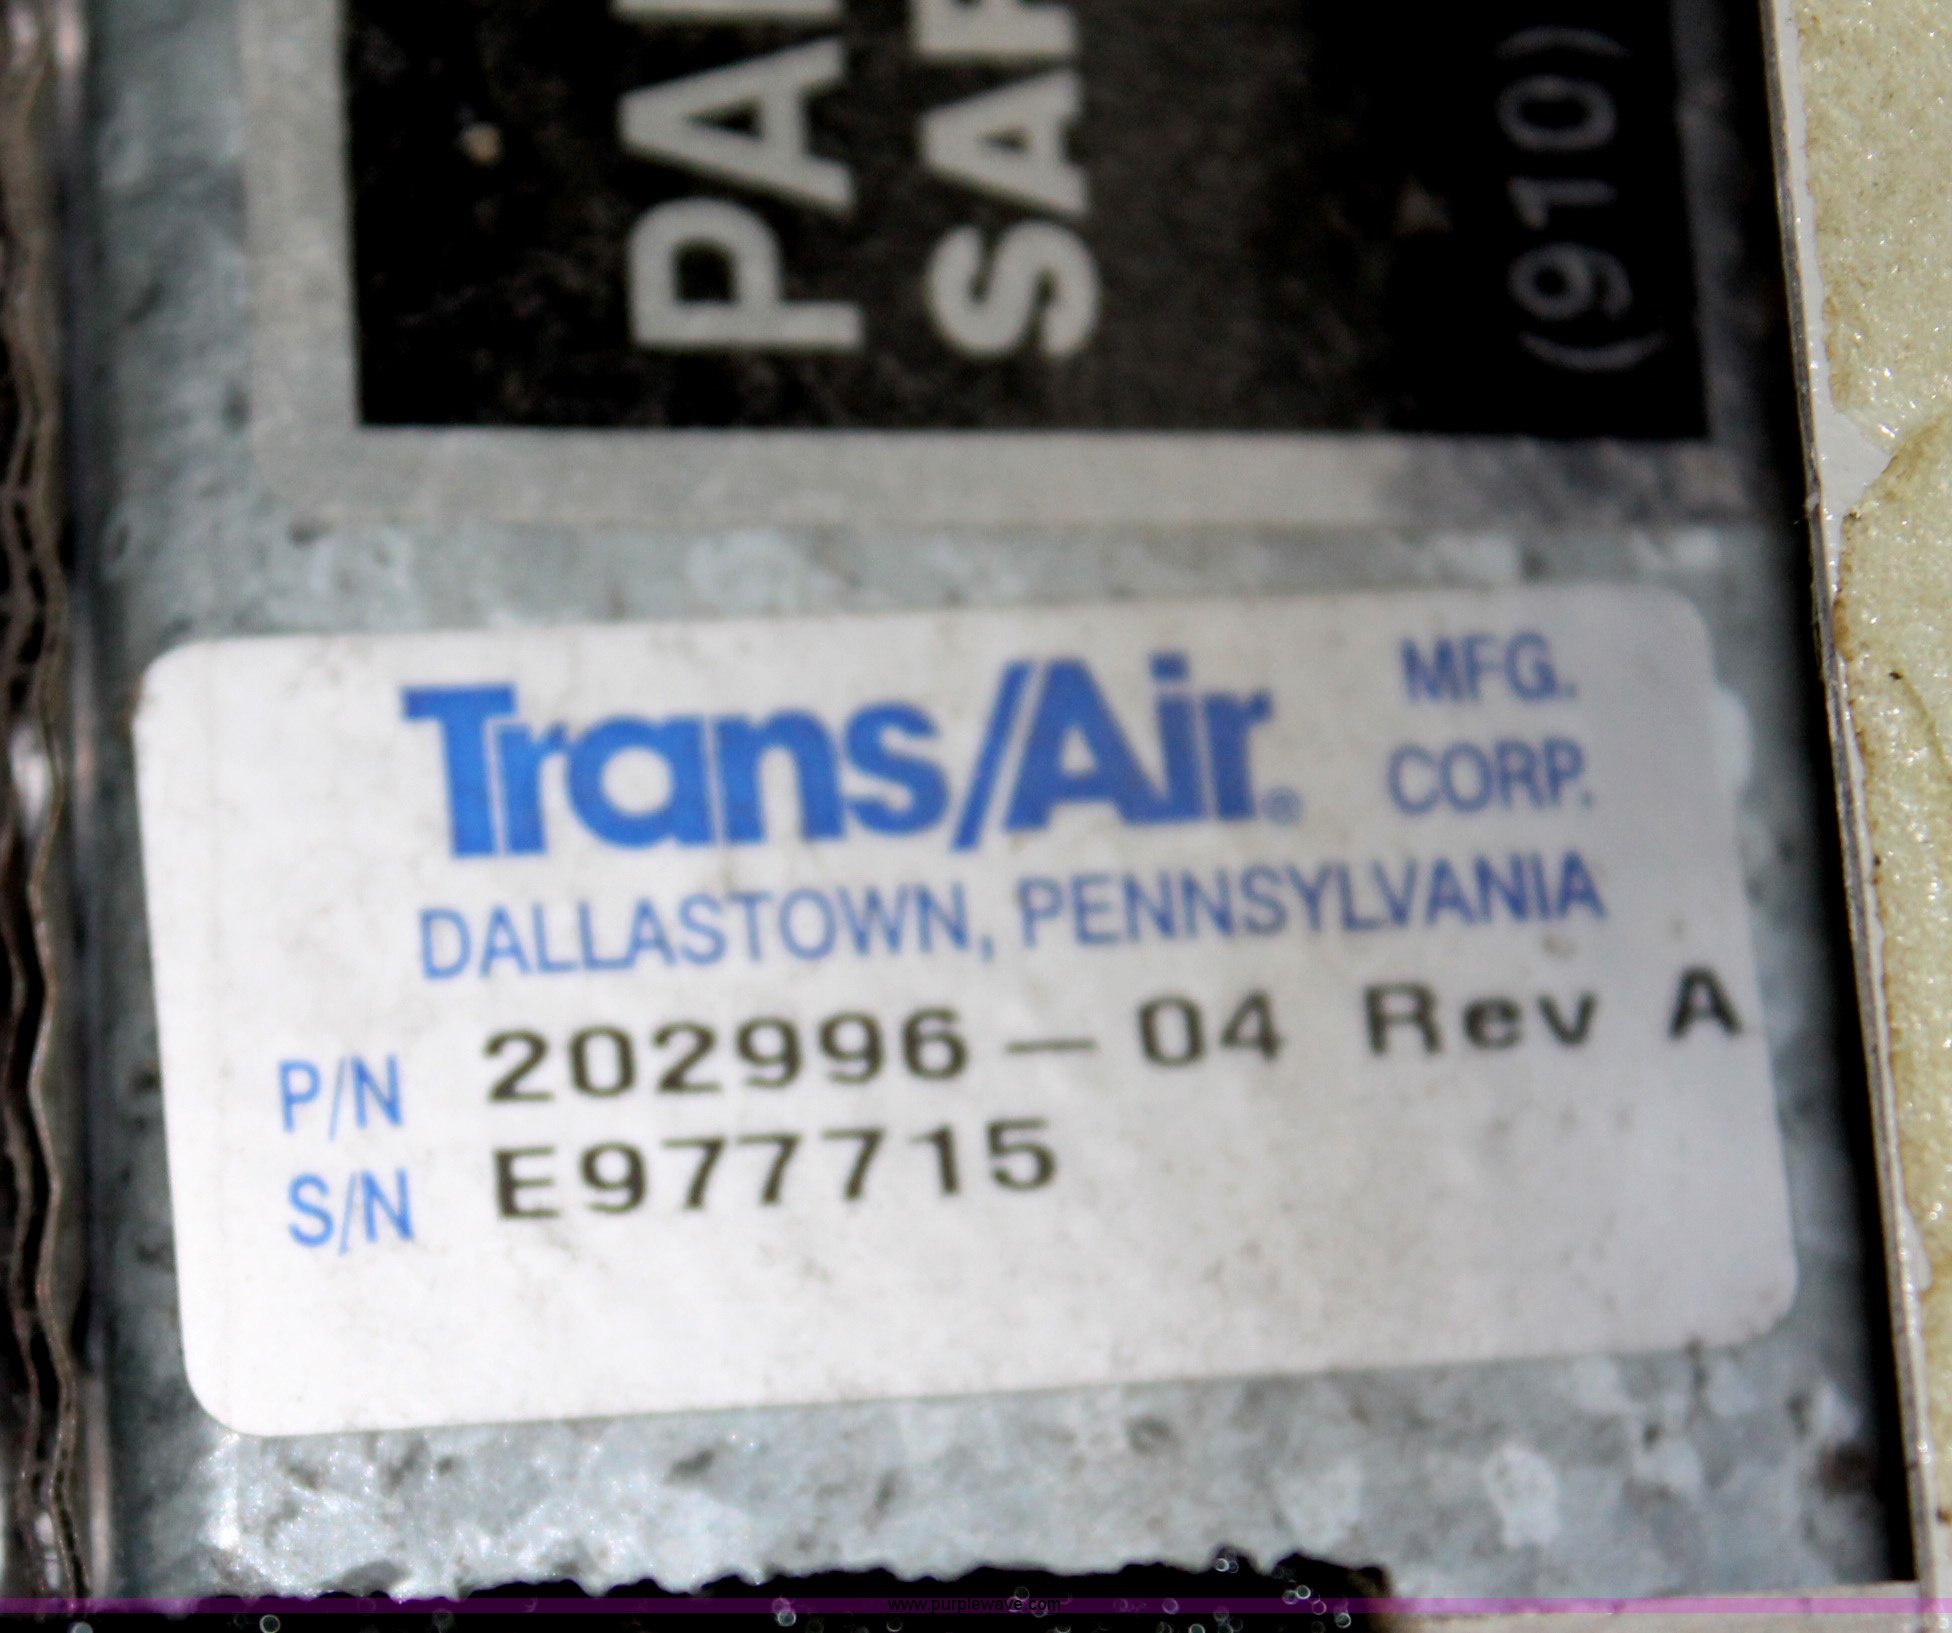 (910)
Trans/Air® MFG. CORP.
DALLASTOWN, PENNSYLVANIA
P/N 202996-04 Rev A
S/N E977715
www.purplewave.com